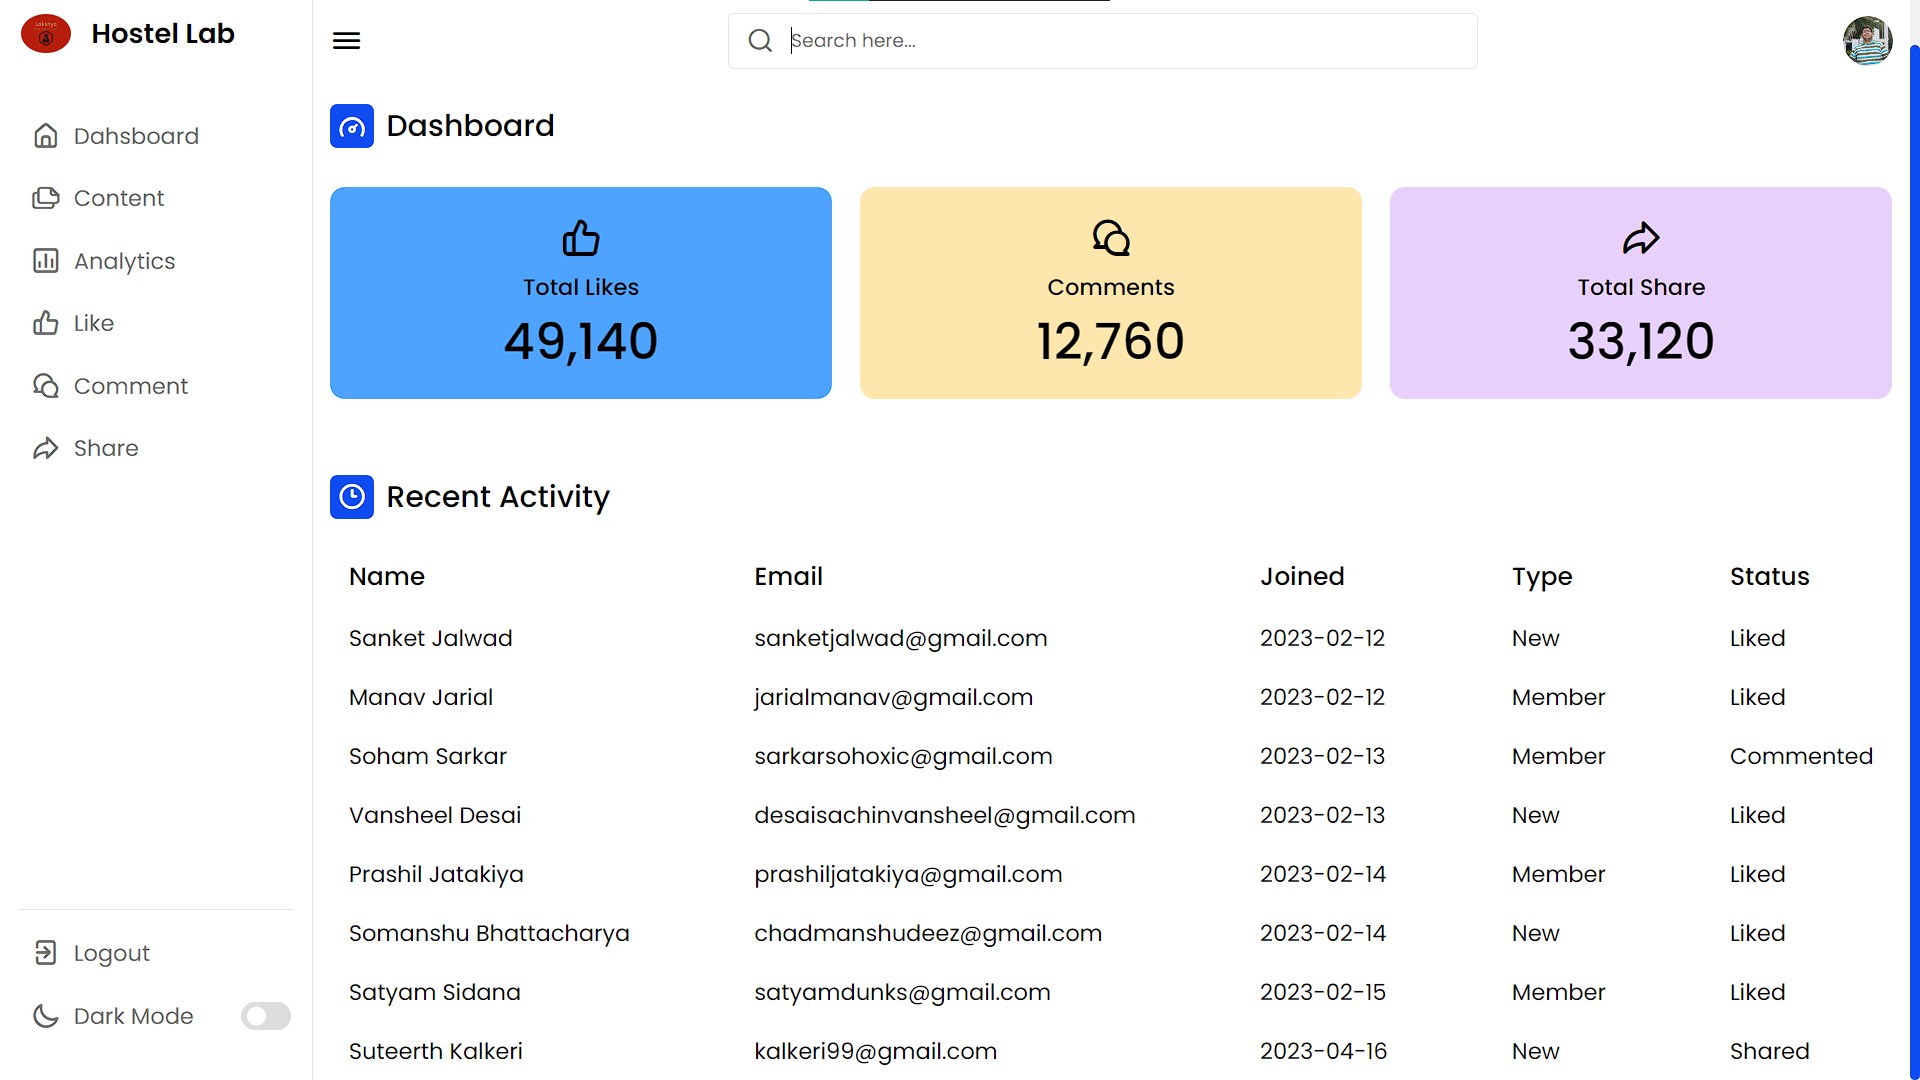 Lakshya
Hostel Lab
Search here...
Dahsboard
Content
Analytics
Like
Comment
Share
Logout
Dark Mode
Dashboard
Total Likes
49,140
Comments
12,760
Total Share
33,120
Recent Activity
Name Email Joined Type Status
Sanket Jalwad sanketjalwad@gmail.com 2023-02-12 New Liked
Manav Jarial jarialmanav@gmail.com 2023-02-12 Member Liked
Soham Sarkar sarkarsohoxic@gmail.com 2023-02-13 Member Commented
Vansheel Desai desaisachinvansheel@gmail.com 2023-02-13 New Liked
Prashil Jatakiya prashiljatakiya@gmail.com 2023-02-14 Member Liked
Somanshu Bhattacharya chadmanshudeez@gmail.com 2023-02-14 New Liked
Satyam Sidana satyamdunks@gmail.com 2023-02-15 Member Liked
Suteerth Kalkeri kalkeri99@gmail.com 2023-04-16 New Shared